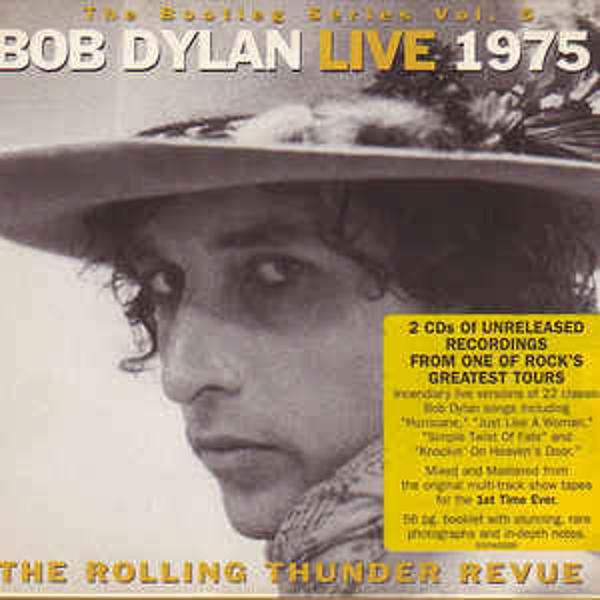 The Bootleg Series Vol. 5
BOB DYLAN LIVE 1975
2 CDs Of UNRELEASED
RECORDINGS
FROM ONE OF ROCK'S
GREATEST TOURS
Incendiary live versions of 22 classic
Bob Dylan songs including
"Hurricane," "Just Like A Woman,"
"Simple Twist Of Fate" and
"Knockin' On Heaven's Door."
Mixed and Mastered from
the original multi-track show tapes
for the 1st Time Ever.
56 pg. booklet with stunning, rare
photographs and in-depth notes.
THE ROLLING THUNDER REVUE